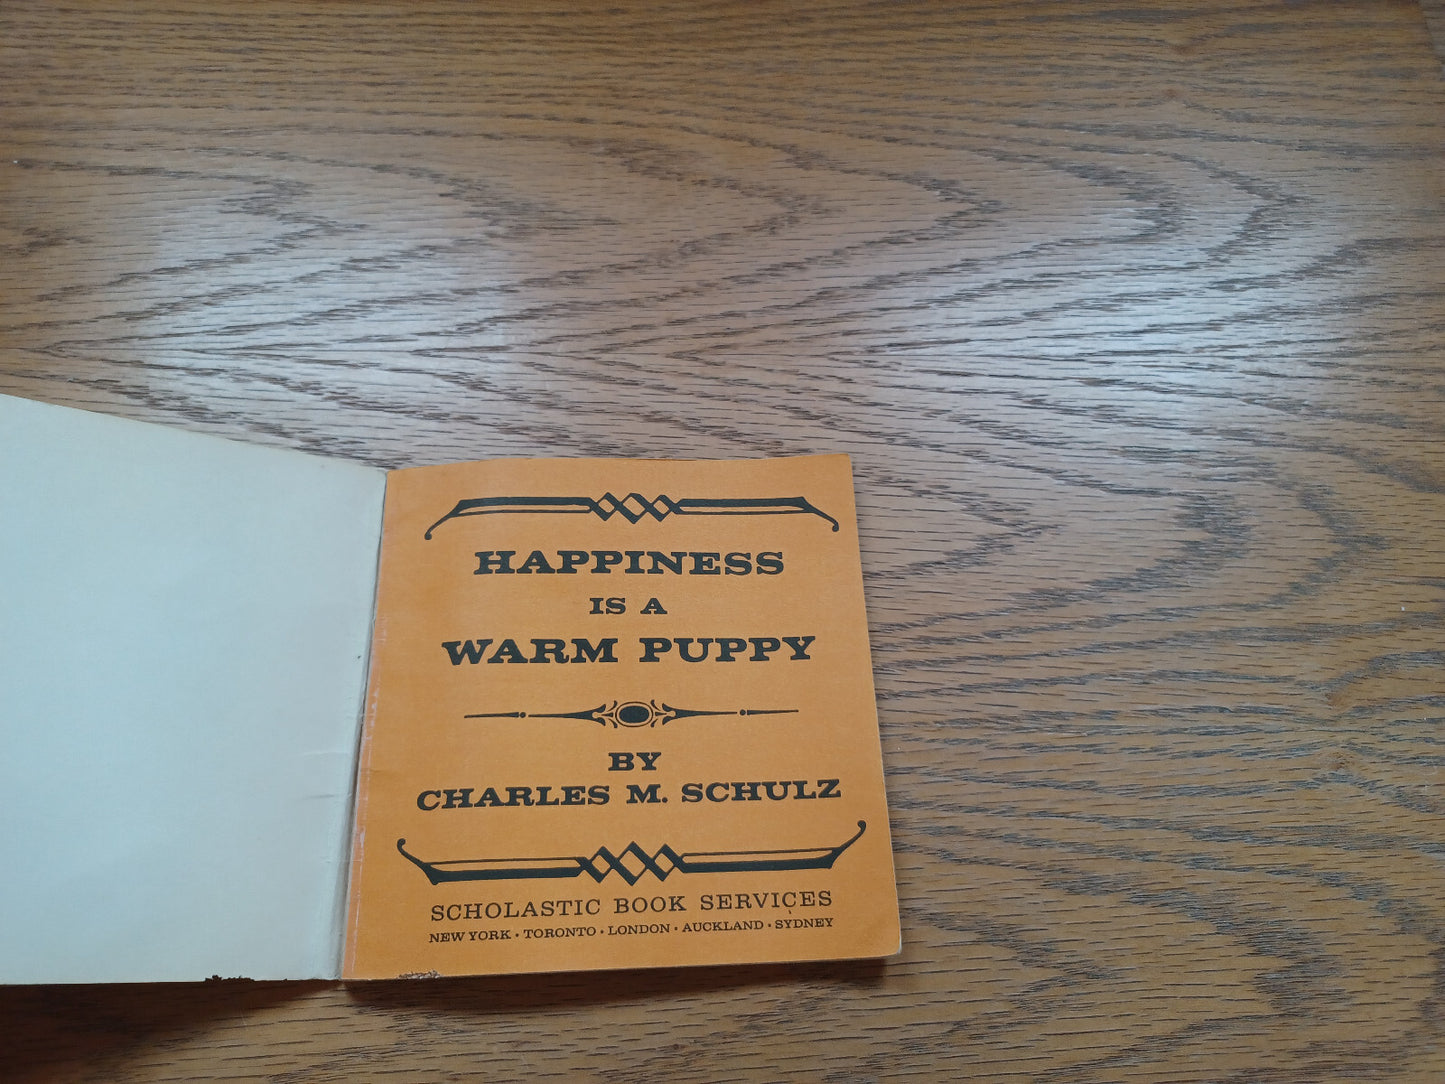 HAPPINESS
IS A
WARM PUPPY
BY
CHARLES M. SCHULZ
SCHOLASTIC BOOK SERVICES
NEW YORK · TORONTO · LONDON · AUCKLAND · SYDNEY